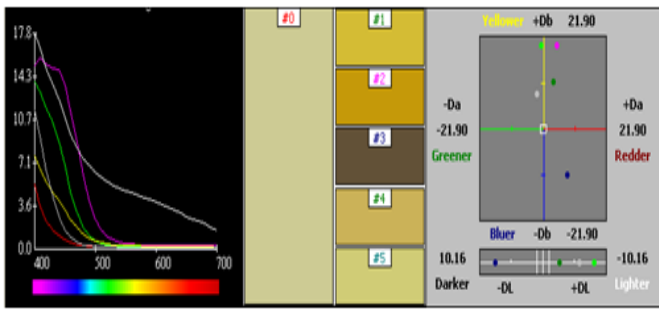 17.8
14.3
10.7
7.1
3.6
0.0
400 500 600 700
#0
#1
#2
#3
#4
#5
Yellower +Db 21.90
-Da
-21.90
Greener
+Da
21.90
Redder
Bluer -Db -21.90
10.16
Darker
-DL +DL
-10.16
Lighter